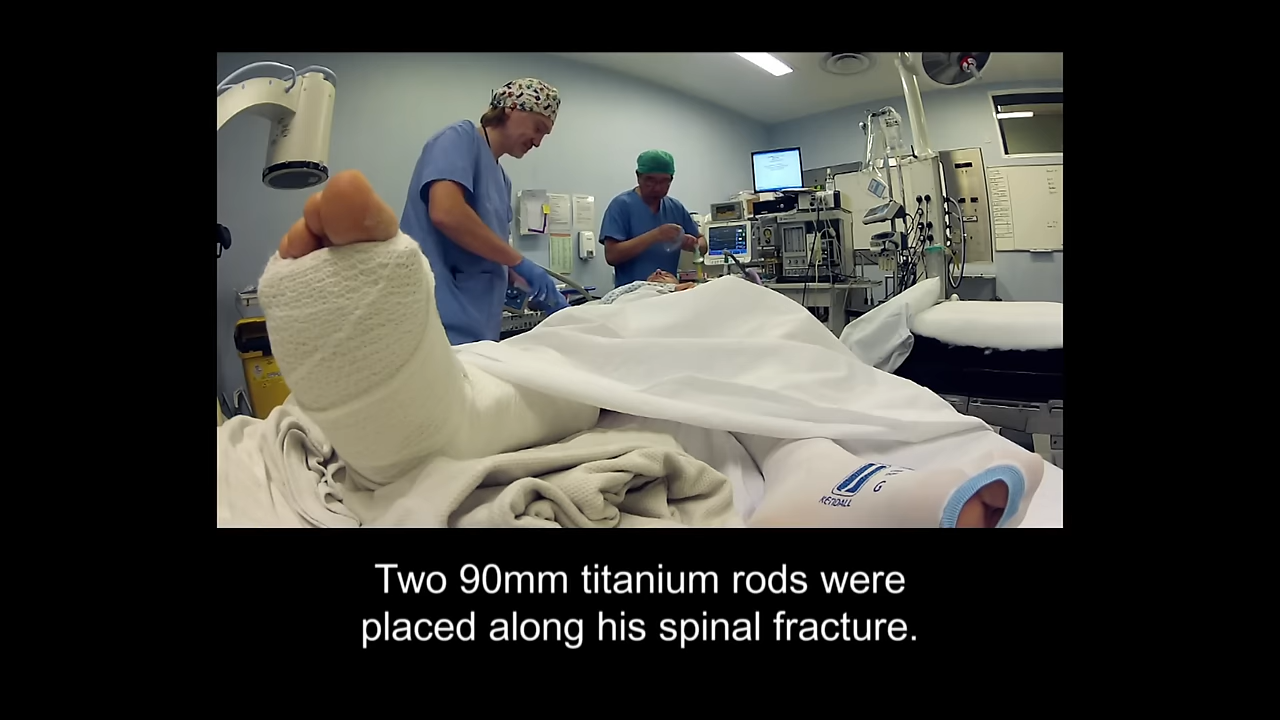 KENDALL
G
Two 90mm titanium rods were
placed along his spinal fracture.